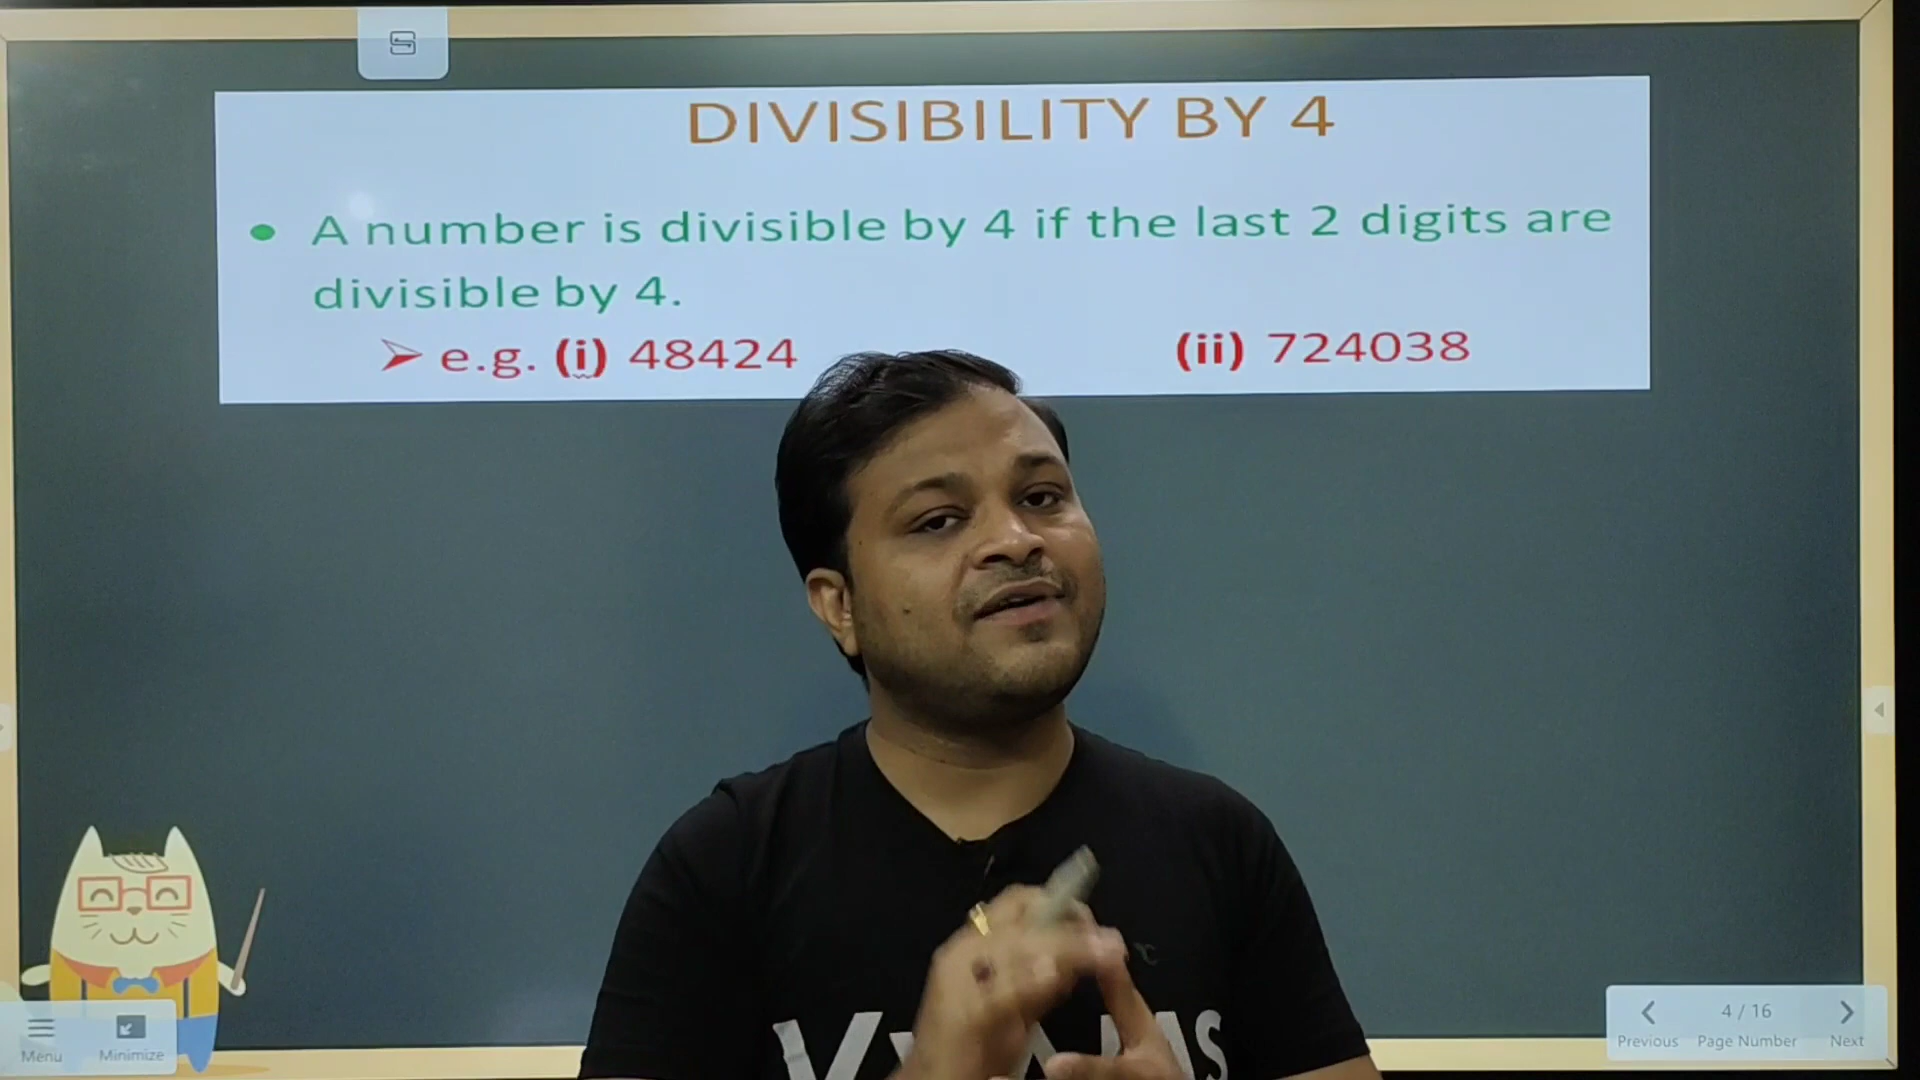 DIVISIBILITY BY 4
• A number is divisible by 4 if the last 2 digits are
divisible by 4.
➢ e.g. (i) 48424 (ii) 724038
Menu Minimize
4 / 16
Previous Page Number Next